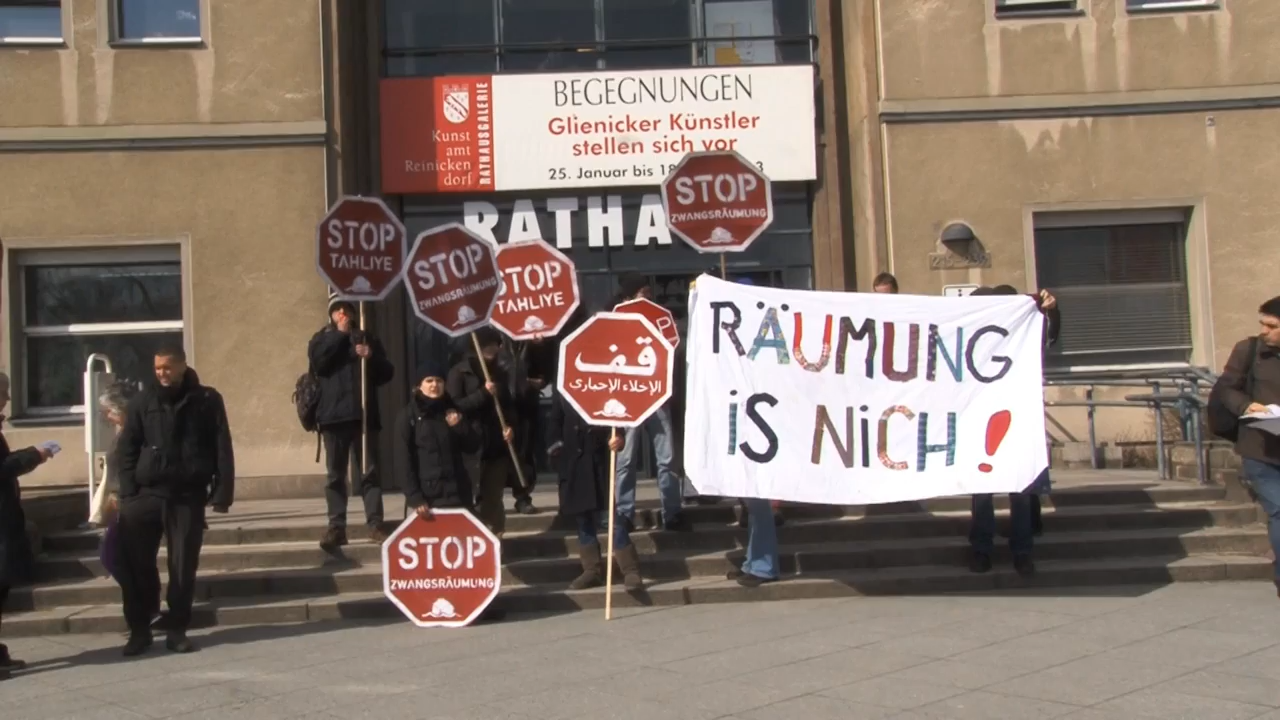 BEGEGNUNGEN
Glienicker Künstler
stellen sich vor
25. Januar bis 18
3
Kunst
amt
Reinicken
dorf
RATHAUSGALERIE
RATHA
STOP
ZWANGSRÄUMUNG
STOP
TAHLIYE
STOP
ZWANGSRÄUMUNG
STOP
TAHLIYE
P
قف
الإخلاء الإجباري
STOP
ZWANGSRÄUMUNG
RÄUMUNG
iS NiCH!